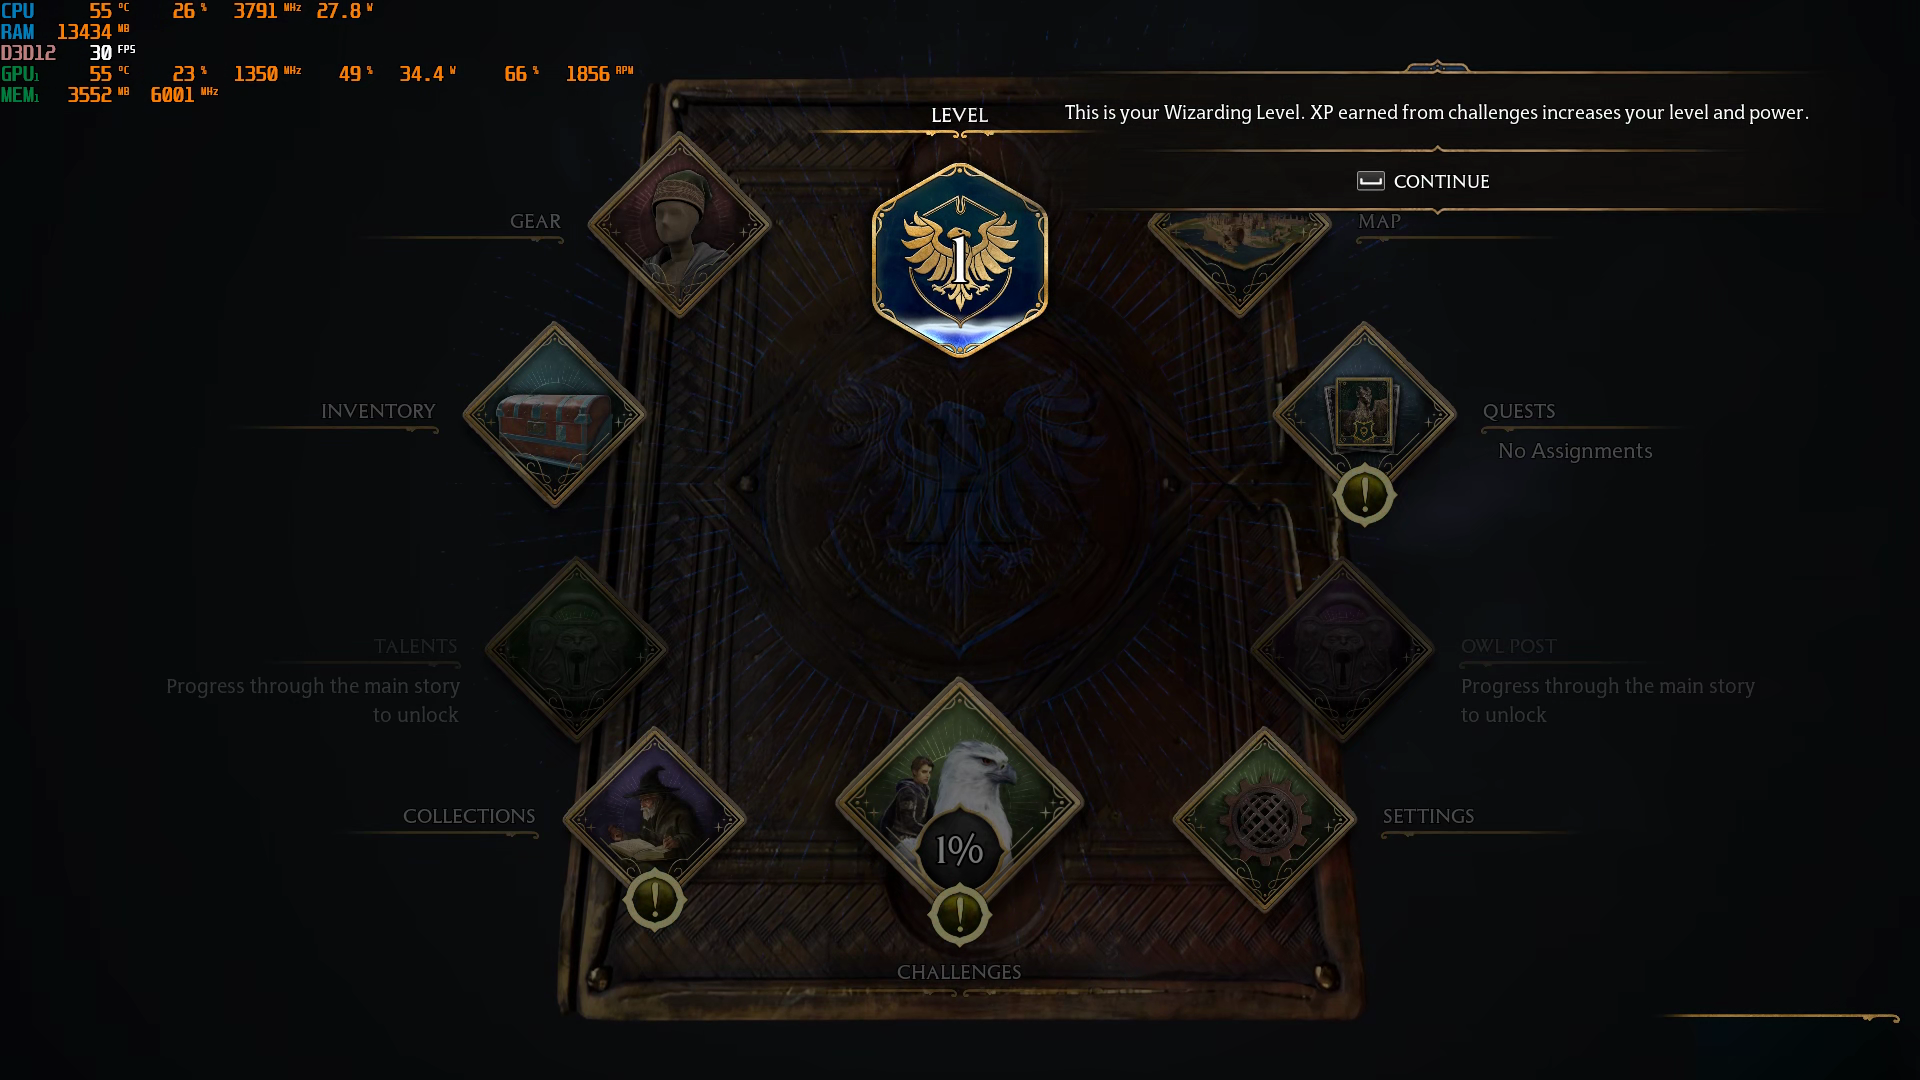 CPU 55 °C 26 % 3791 MHz 27.8 W
RAM 13434 MB
D3D12 30 FPS
GPU1 55 °C 23 % 1350 MHz 49 % 34.4 W 66 % 1856 RPM
MEM1 3552 MB 6001 MHz
LEVEL
1
This is your Wizarding Level. XP earned from challenges increases your level and power.
CONTINUE
GEAR
MAP
INVENTORY
QUESTS
No Assignments
TALENTS
Progress through the main story
to unlock
OWL POST
Progress through the main story
to unlock
COLLECTIONS
1%
SETTINGS
CHALLENGES